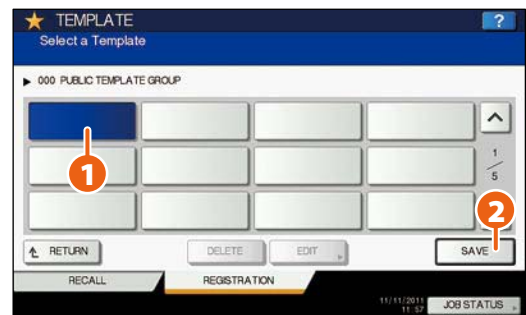 TEMPLATE
?
Select a Template
000 PUBLIC TEMPLATE GROUP
1
1
5
2
RETURN
DELETE
EDIT
SAVE
RECALL
REGISTRATION
11/11/2011
11:57
JOB STATUS